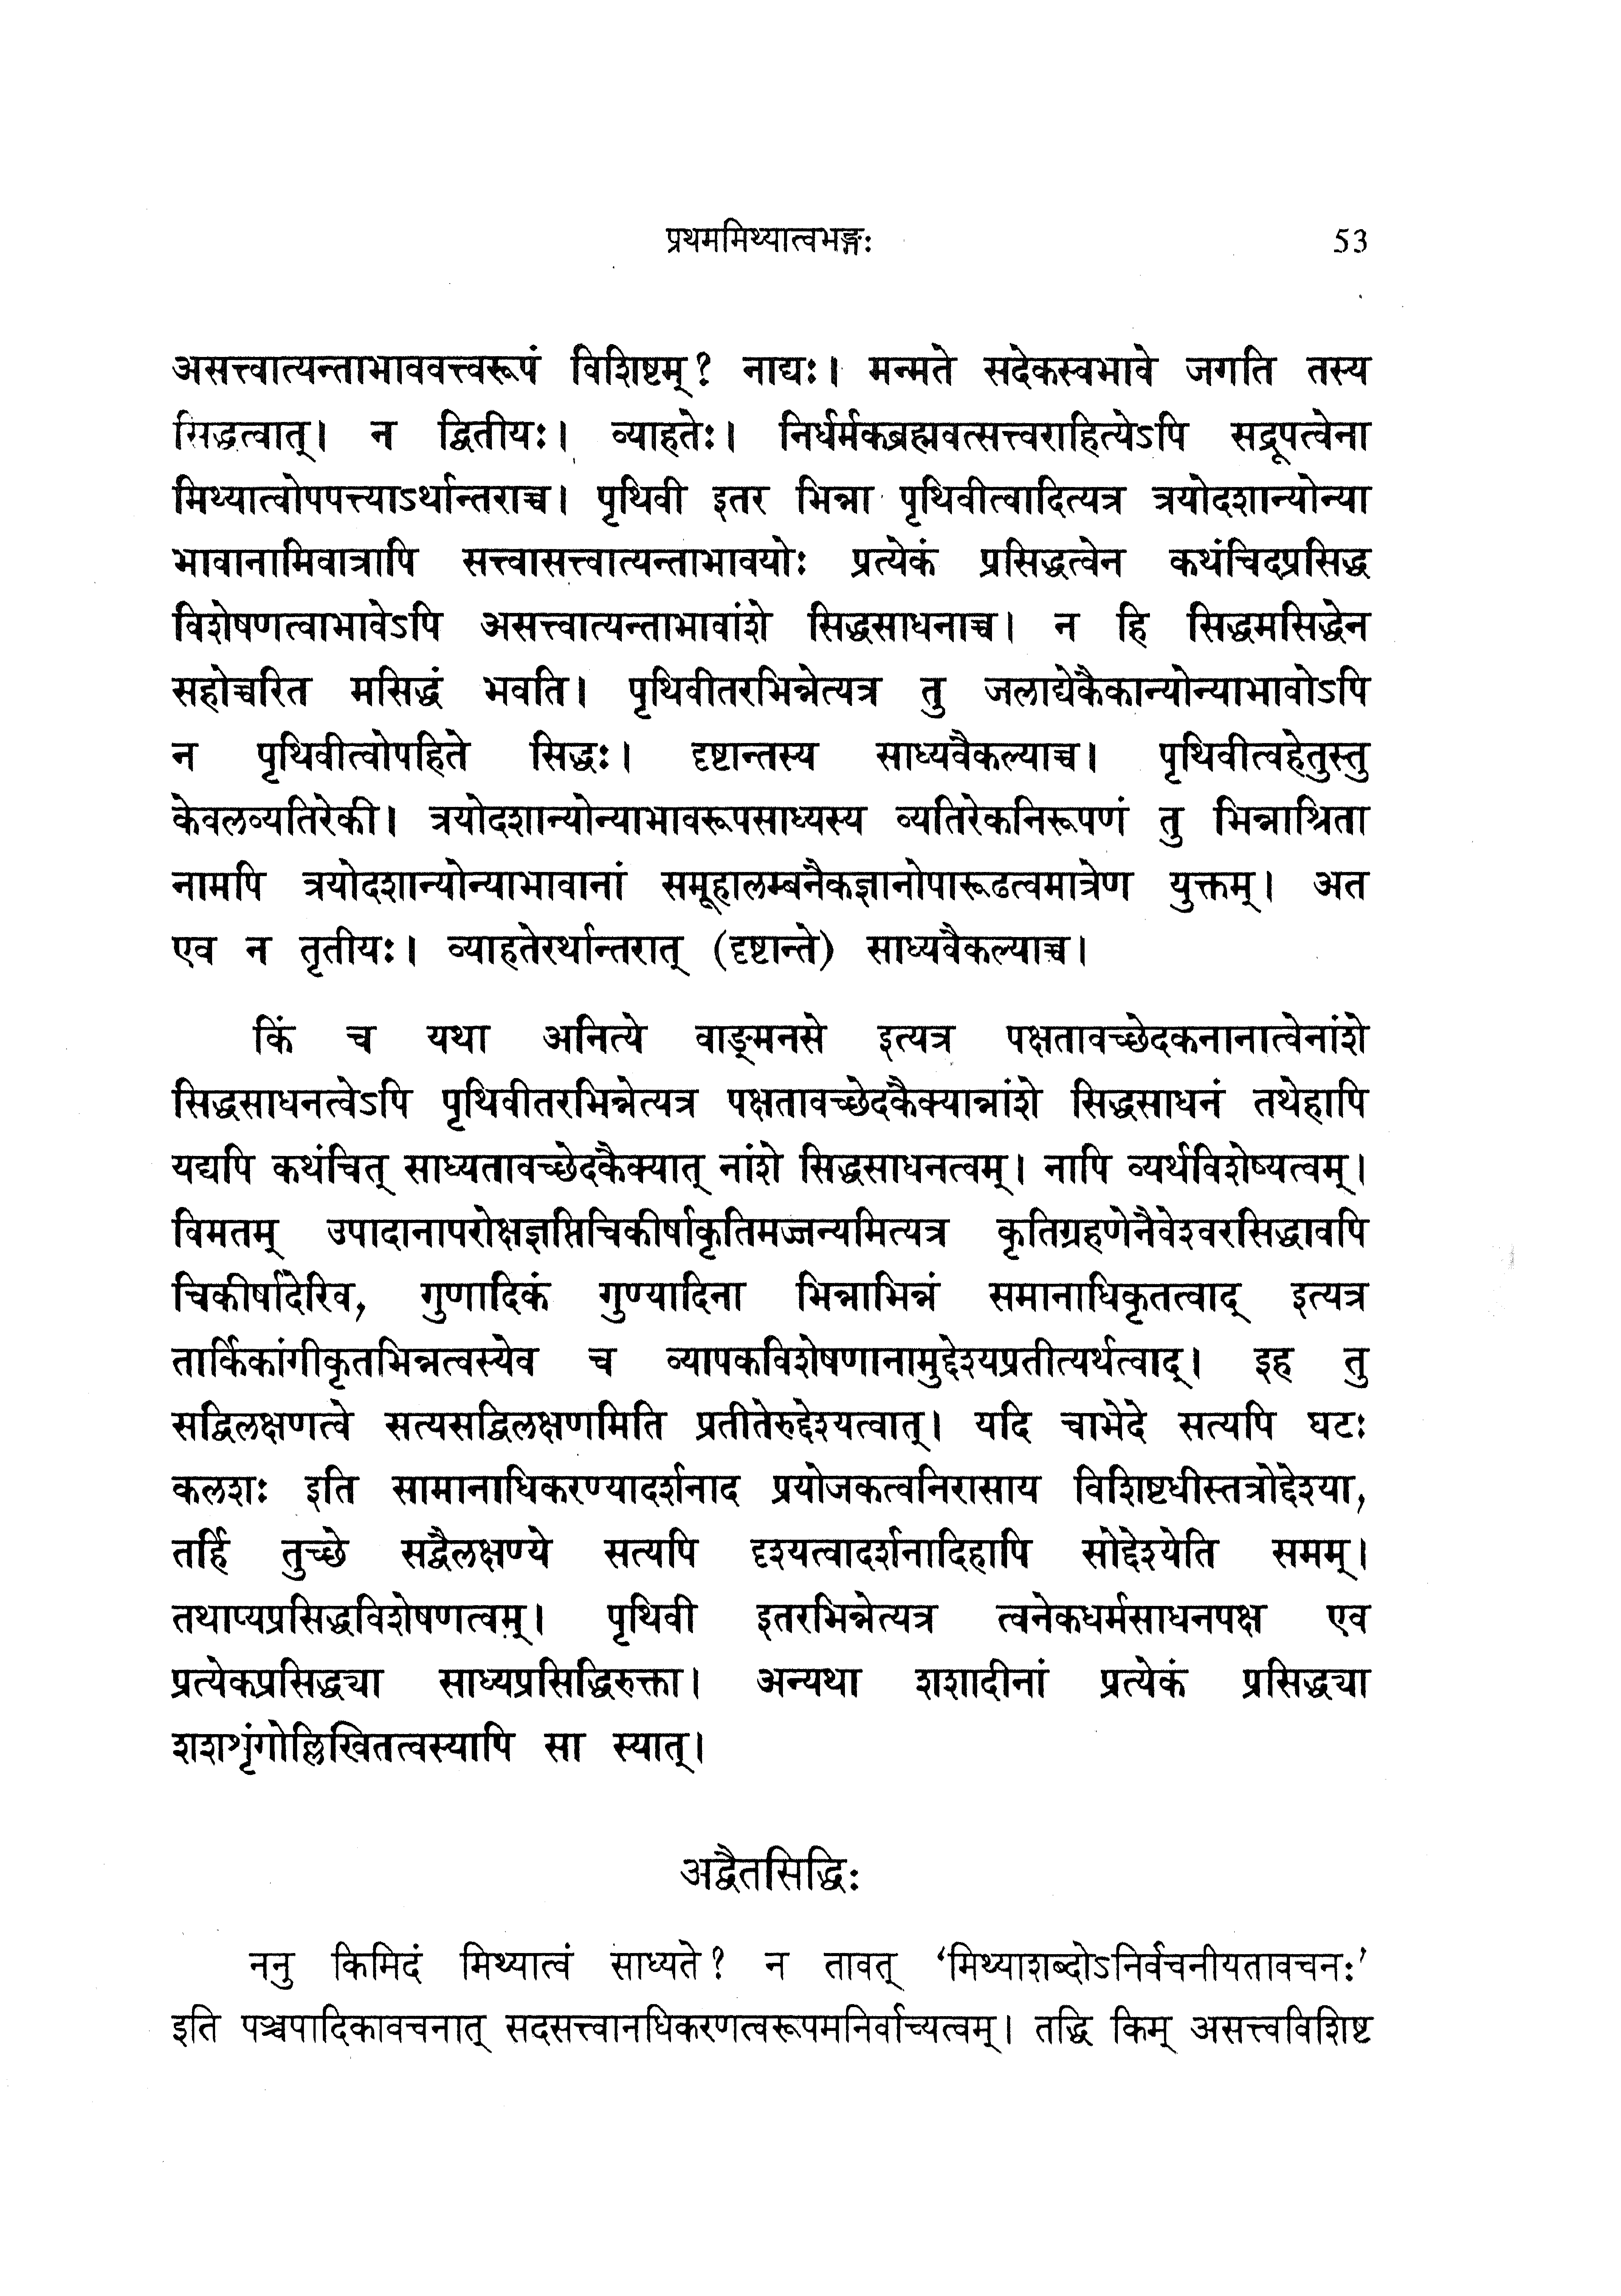 प्रथममिथ्यात्वभङ्गः 53
असत्त्वात्यन्ताभाववत्त्वरूपं विशिष्टम्? नाद्यः। मन्मते सदेकस्वभावे जगति तस्य
सिद्धत्वात्। न द्वितीयः। व्याहतेः। निर्धर्मकब्रह्मवत्सत्त्वराहित्येऽपि सद्रूपत्वेना
मिथ्यात्वोपपत्त्याऽर्थान्तराच्च। पृथिवी इतर भिन्ना पृथिवीत्वादित्यत्र त्रयोदशान्योन्या
भावानामिवात्रापि सत्त्वासत्त्वात्यन्ताभावयोः प्रत्येकं प्रसिद्धत्वेन कथंचिदप्रसिद्ध
विशेषणत्वाभावेऽपि असत्त्वात्यन्ताभावांशे सिद्धसाधनाच्च। न हि सिद्धमसिद्धेन
सहोच्चरित मसिद्धं भवति। पृथिवीतरभिन्नेत्यत्र तु जलाद्येकैकान्योन्याभावोऽपि
न पृथिवीत्वोपहिते सिद्धः। दृष्टान्तस्य साध्यवैकल्याच्च। पृथिवीत्वहेतुस्तु
केवलव्यतिरेकी। त्रयोदशान्योन्याभावरूपसाध्यस्य व्यतिरेकनिरूपणं तु भिन्नाश्रिता
नामपि त्रयोदशान्योन्याभावानां समूहालम्बनैकज्ञानोपारूढत्वमात्रेण युक्तम्। अत
एव न तृतीयः। व्याहतेरर्थान्तरात् (दृष्टान्ते) साध्यवैकल्याच्च।
किं च यथा अनित्ये वाङ्मनसे इत्यत्र पक्षतावच्छेदकनानात्वेनांशे
सिद्धसाधनत्वेऽपि पृथिवीतरभिन्नेत्यत्र पक्षतावच्छेदकैक्यान्नांशे सिद्धसाधनं तथेहापि
यद्यपि कथंचित् साध्यतावच्छेदकैक्यात् नांशे सिद्धसाधनत्वम्। नापि व्यर्थविशेष्यत्वम्।
विमतम् उपादानापरोक्षज्ञप्तिचिकीर्षाकृतिमज्जन्यमित्यत्र कृतिग्रहणेनैवेश्वरसिद्धावपि
चिकीर्षादेरिव, गुणादिकं गुण्यादिना भिन्नाभिन्नं समानाधिकृतत्वाद् इत्यत्र
तार्किकांगीकृतभिन्नत्वस्येव च व्यापकविशेषणानामुद्देश्यप्रतीत्यर्थत्वाद्। इह तु
सद्विलक्षणत्वे सत्यसद्विलक्षणमिति प्रतीतेरुद्देश्यत्वात्। यदि चाभेदे सत्यपि घटः
कलशः इति सामानाधिकरण्यादर्शनाद प्रयोजकत्वनिरासाय विशिष्टधीस्तत्रोद्देश्या,
तर्हि तुच्छे सद्वैलक्षण्ये सत्यपि दृश्यत्वादर्शनादिहापि सोद्देश्येति समम्।
तथाप्यप्रसिद्धविशेषणत्वम्। पृथिवी इतरभिन्नेत्यत्र त्वनेकधर्मसाधनपक्ष एव
प्रत्येकप्रसिद्ध्या साध्यप्रसिद्धिरुक्ता। अन्यथा शशादीनां प्रत्येकं प्रसिद्ध्या
शशशृंगोल्लिखितत्वस्यापि सा स्यात्।
अद्वैतसिद्धिः
ननु किमिदं मिथ्यात्वं साध्यते? न तावत् ‘मिथ्याशब्दोऽनिर्वचनीयतावचनः’
इति पञ्चपादिकावचनात् सदसत्त्वानधिकरणत्वरूपमनिर्वाच्यत्वम्। तद्धि किम् असत्त्वविशिष्ट